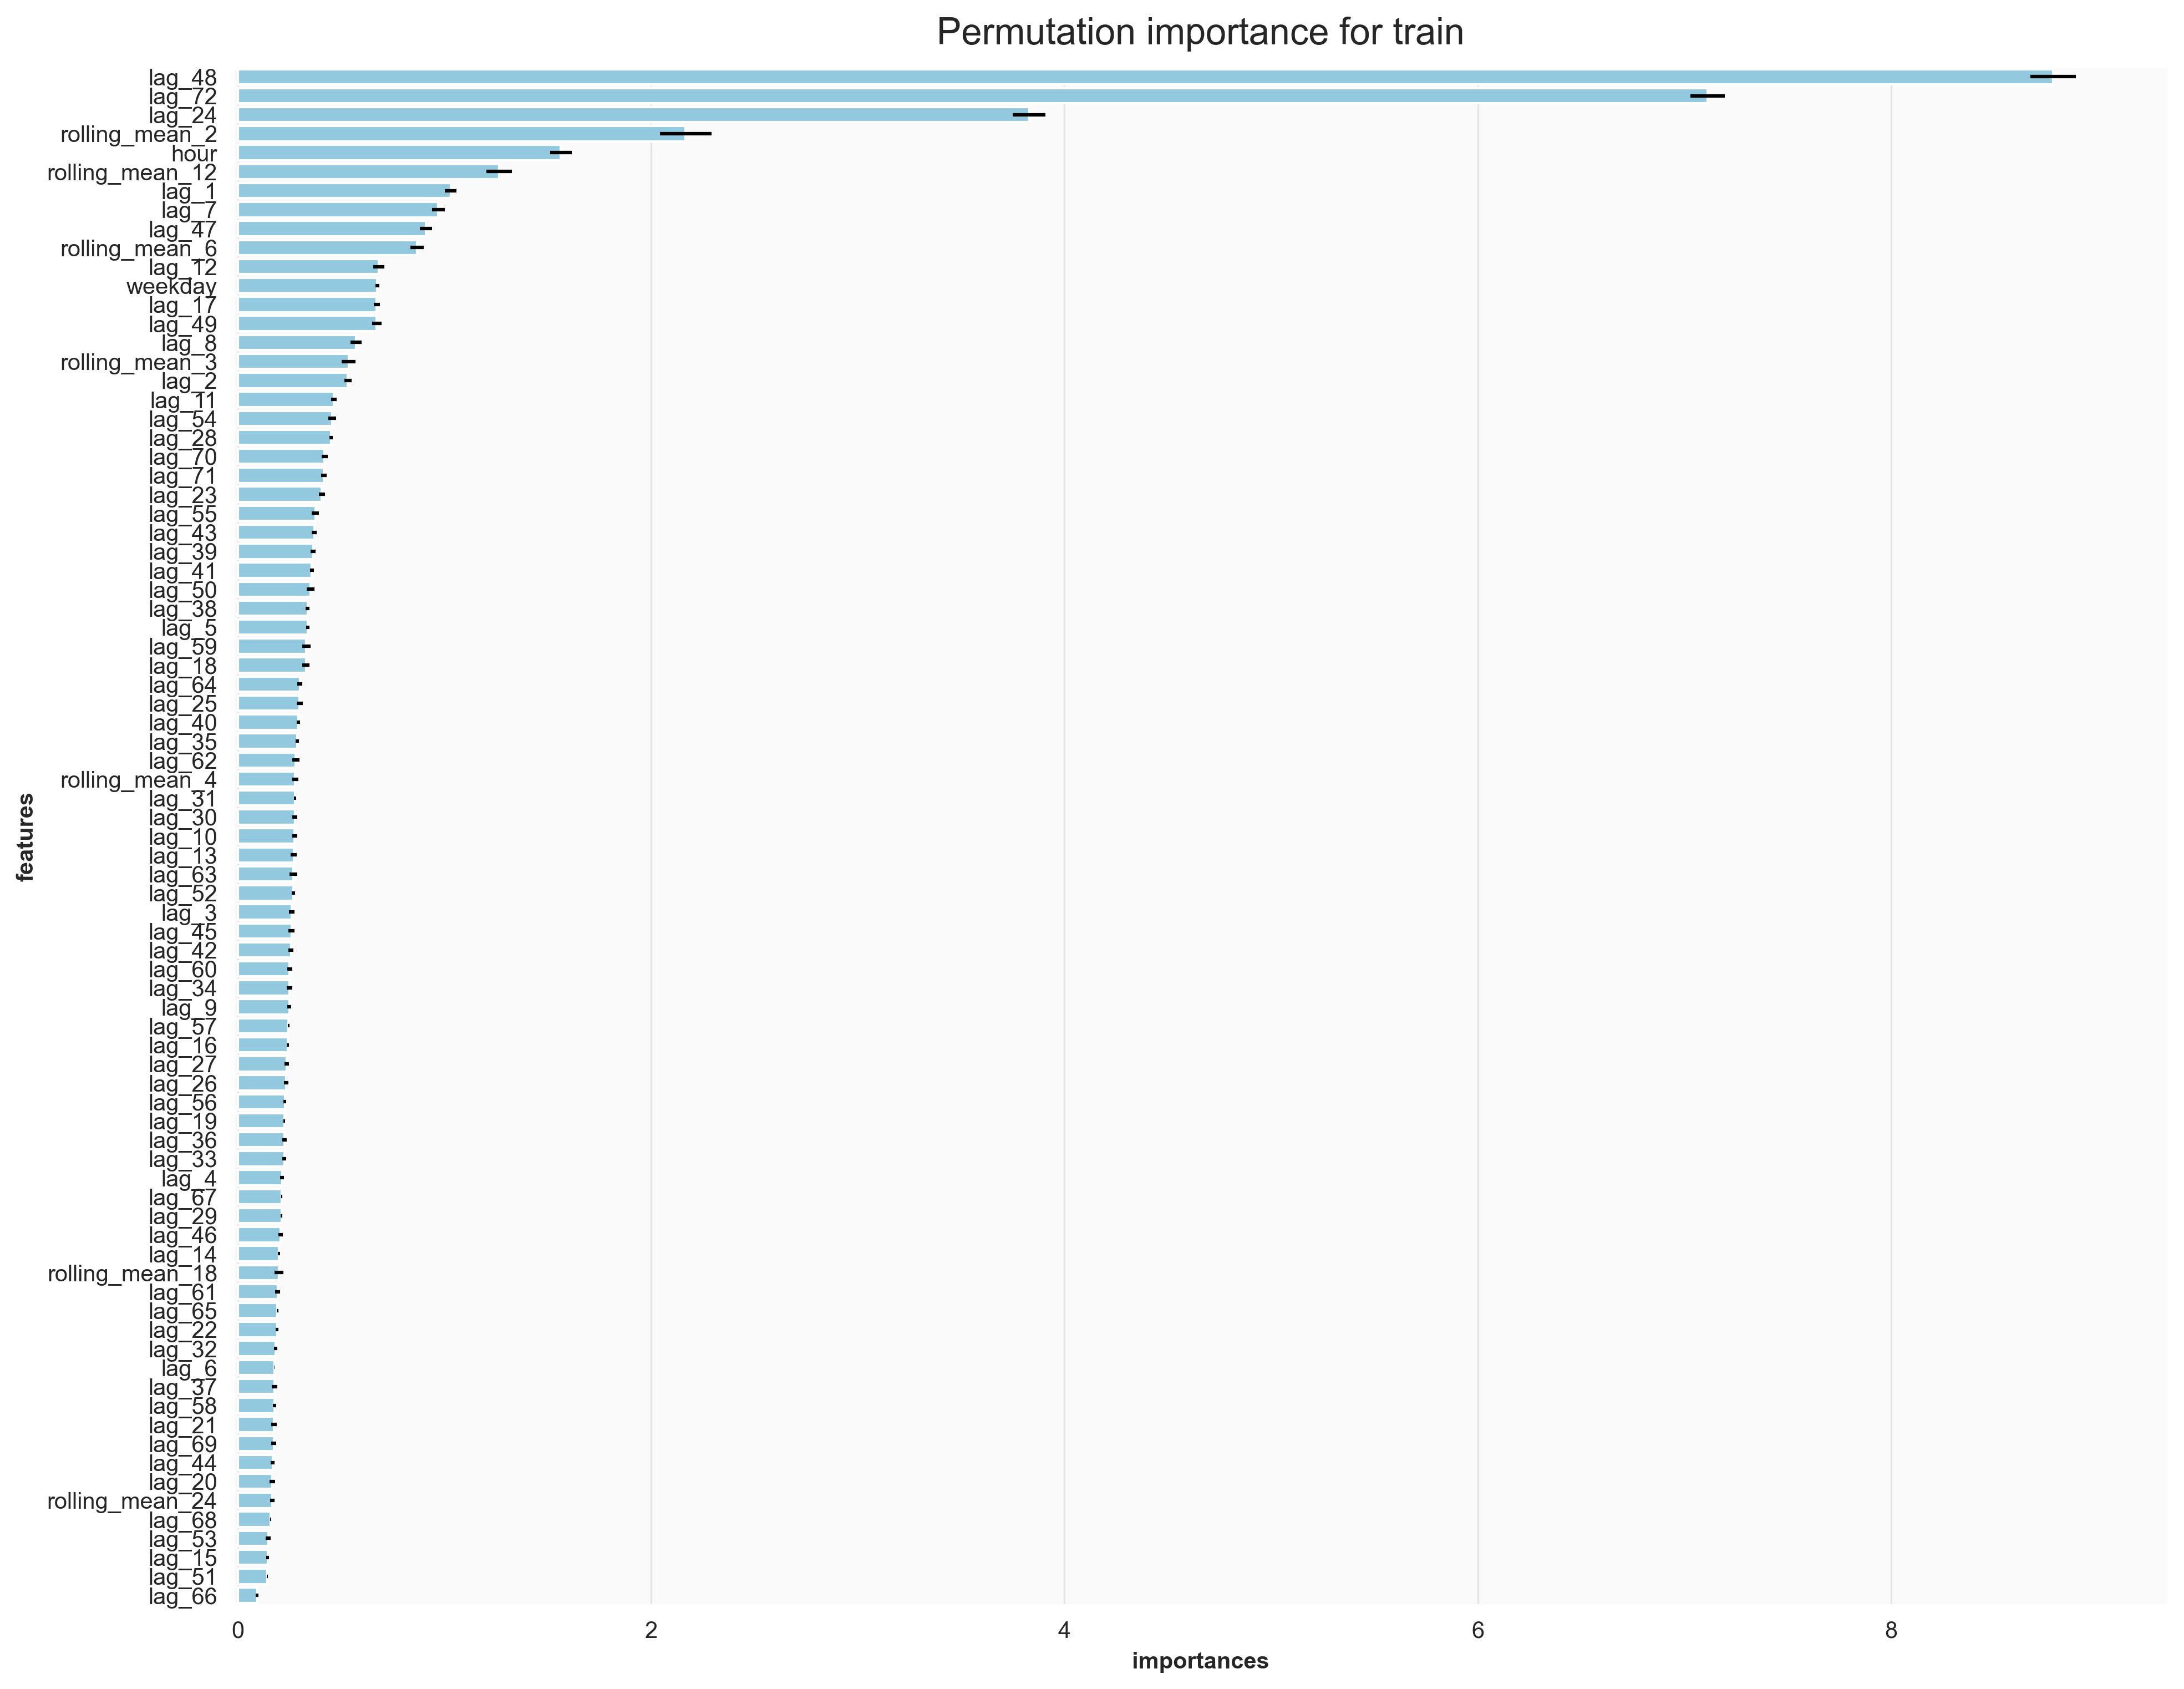 Permutation importance for train
lag_48
lag_72
lag_24
rolling_mean_2
hour
rolling_mean_12
lag_1
lag_7
lag_47
rolling_mean_6
lag_12
weekday
lag_17
lag_49
lag_8
rolling_mean_3
lag_2
lag_11
lag_54
lag_28
lag_70
lag_71
lag_23
lag_55
lag_43
lag_39
lag_41
lag_50
lag_38
lag_5
lag_59
lag_18
lag_64
lag_25
lag_40
lag_35
lag_62
rolling_mean_4
lag_31
lag_30
lag_10
lag_13
lag_63
lag_52
lag_3
lag_45
lag_42
lag_60
lag_34
lag_9
lag_57
lag_16
lag_27
lag_26
lag_56
lag_19
lag_36
lag_33
lag_4
lag_67
lag_29
lag_46
lag_14
rolling_mean_18
lag_61
lag_65
lag_22
lag_32
lag_6
lag_37
lag_58
lag_21
lag_69
lag_44
lag_20
rolling_mean_24
lag_68
lag_53
lag_15
lag_51
lag_66
features
0 2 4 6 8
importances